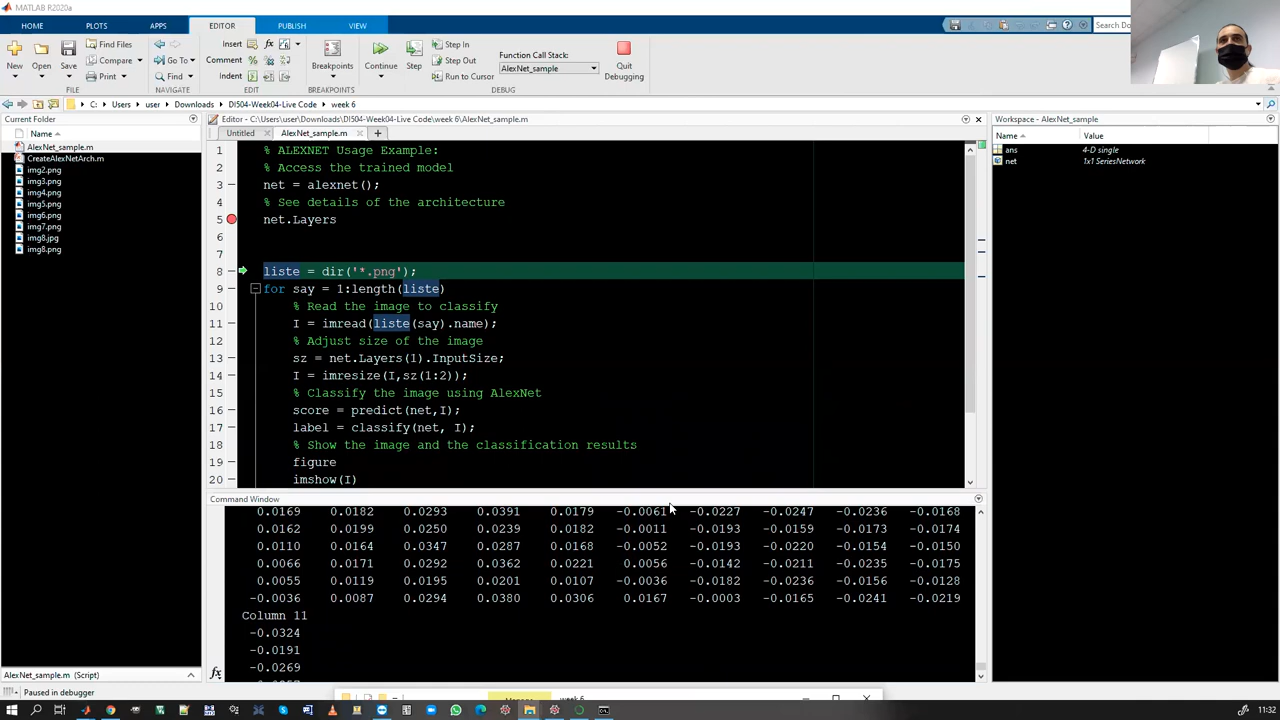 MATLAB R2020a
HOME PLOTS APPS EDITOR PUBLISH VIEW
Search Do
New Open Save Find Files Compare Print Go To Find Insert Comment Indent Breakpoints Continue Step Step In Step Out Run to Cursor Function Call Stack: AlexNet_sample Quit Debugging
FILE NAVIGATE EDIT BREAKPOINTS DEBUG
C: Users user Downloads DI504-Week04-Live Code week 6
Current Folder
Name
AlexNet_sample.m
CreateAlexNetArch.m
img2.png
img3.png
img4.png
img5.png
img6.png
img7.png
img8.jpg
img8.png
AlexNet_sample.m (Script)
Editor - C:\Users\user\Downloads\DI504-Week04-Live Code\week 6\AlexNet_sample.m
Untitled AlexNet_sample.m
1 % ALEXNET Usage Example:
2 % Access the trained model
3 net = alexnet();
4 % See details of the architecture
5 net.Layers
6
7
8 liste = dir('*.png');
9 for say = 1:length(liste)
10 % Read the image to classify
11 I = imread(liste(say).name);
12 % Adjust size of the image
13 sz = net.Layers(1).InputSize;
14 I = imresize(I,sz(1:2));
15 % Classify the image using AlexNet
16 score = predict(net,I);
17 label = classify(net, I);
18 % Show the image and the classification results
19 figure
20 imshow(I)
Command Window
0.0169 0.0182 0.0293 0.0391 0.0179 -0.0061 -0.0227 -0.0247 -0.0236 -0.0168
0.0162 0.0199 0.0250 0.0239 0.0182 -0.0011 -0.0193 -0.0159 -0.0173 -0.0174
0.0110 0.0164 0.0347 0.0287 0.0168 -0.0052 -0.0193 -0.0220 -0.0154 -0.0150
0.0066 0.0171 0.0292 0.0362 0.0221 0.0056 -0.0142 -0.0211 -0.0235 -0.0175
0.0055 0.0119 0.0195 0.0201 0.0107 -0.0036 -0.0182 -0.0236 -0.0156 -0.0128
-0.0036 0.0087 0.0294 0.0380 0.0306 0.0167 -0.0003 -0.0165 -0.0241 -0.0219
Column 11
-0.0324
-0.0191
-0.0269
fx
Workspace - AlexNet_sample
Name Value
ans 4-D single
net 1x1 SeriesNetwork
Paused in debugger
week 6
11:32